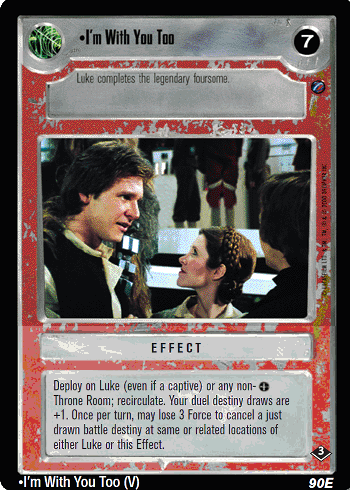 •I'm With You Too
7
Luke completes the legendary foursome.
EFFECT
Deploy on Luke (even if a captive) or any non-
Throne Room; recirculate. Your duel destiny draws are
+1. Once per turn, may lose 3 Force to cancel a just
drawn battle destiny at same or related locations of
either Luke or this Effect.
3
•I'm With You Too (V)
90E